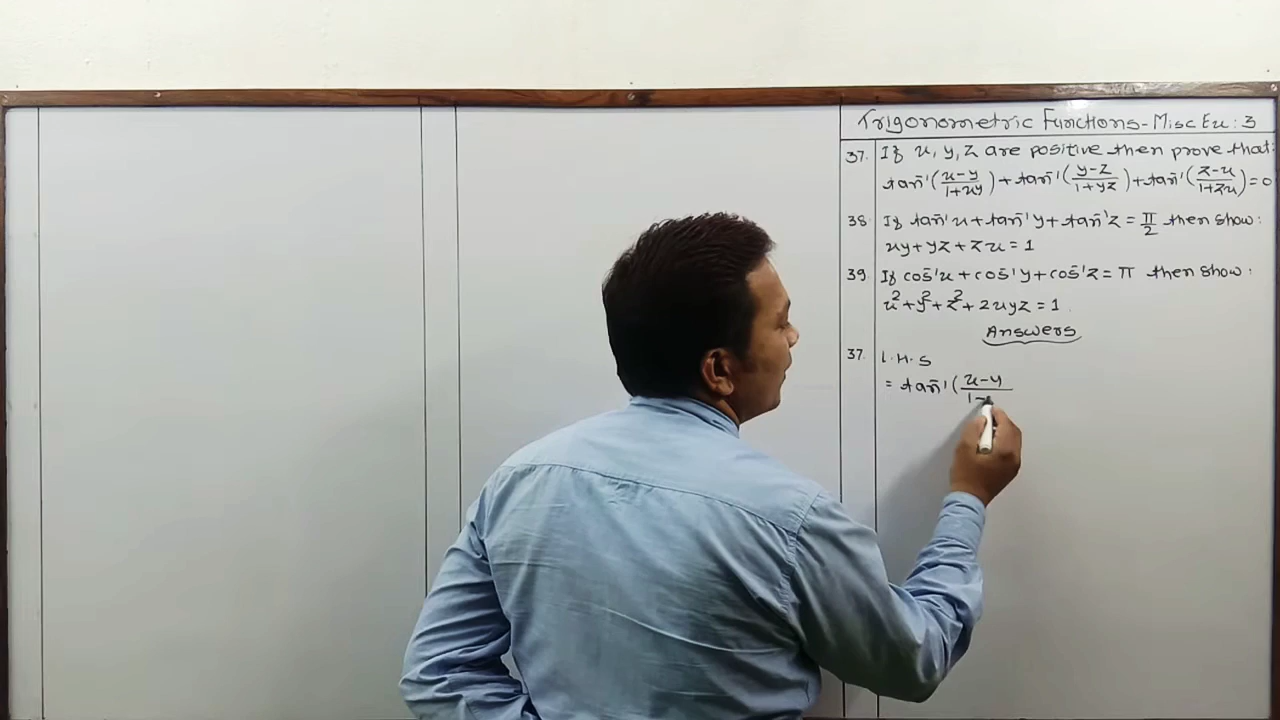 Trigonometric Functions - Misc Ex: 3
37. If x, y, z are positive then prove that:
tan⁻¹((x-y)/(1+xy)) + tan⁻¹((y-z)/(1+yz)) + tan⁻¹((z-x)/(1+zx)) = 0
38. If tan⁻¹x + tan⁻¹y + tan⁻¹z = π/2 then show:
xy + yz + zx = 1
39. If cos⁻¹x + cos⁻¹y + cos⁻¹z = π then show:
x² + y² + z² + 2xyz = 1.
Answers
37. L.H.S
= tan⁻¹((x-y)/(1-